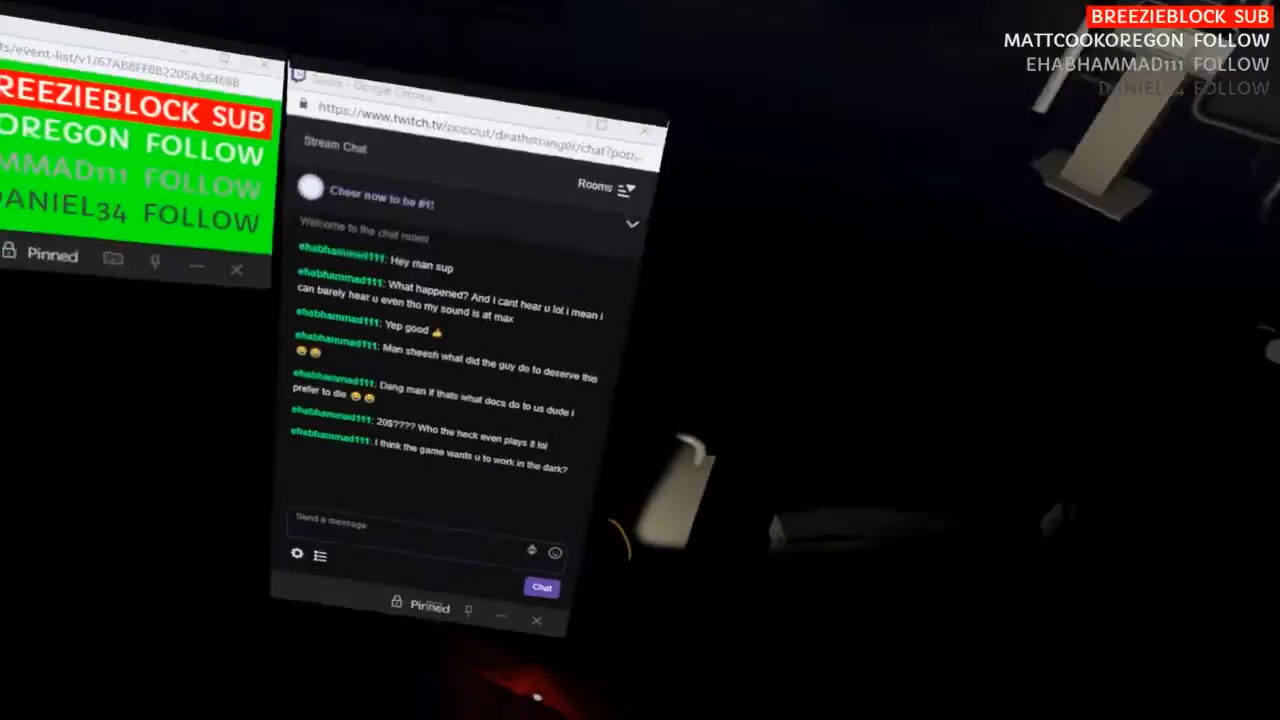 BREEZIEBLOCK SUB
MATTCOOKOREGON FOLLOW
EHABHAMMAD111 FOLLOW
DANIEL34 FOLLOW
REEZIEBLOCK SUB
OREGON FOLLOW
MMAD111 FOLLOW
DANIEL34 FOLLOW
Pinned
Google Chrome
https://www.twitch.tv/popout/deathstranger/chat?pop
Stream Chat
Rooms
Cheer now to be #1!
Welcome to the chat room!
ehabhammad111: Hey man sup
ehabhammad111: What happened? And i cant hear u lol i mean i
can barely hear u even tho my sound is at max
ehabhammad111: Yep good 👍
ehabhammad111: Man sheesh what did the guy do to deserve this
😂 😂
ehabhammad111: Dang man if thats what docs do to us dude i
prefer to die 😂 😂
ehabhammad111: 20$???? Who the heck even plays it lol
ehabhammad111: I think the game wants u to work in the dark?
Send a message
Chat
Pinned